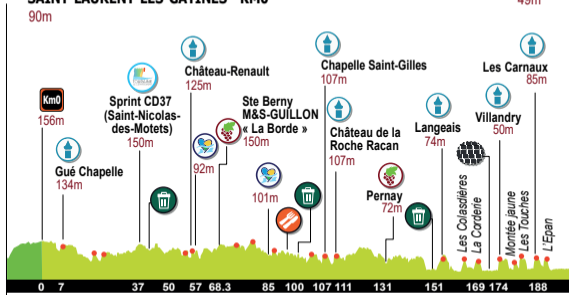 SAINT-LAURENT-LES-GÂTINES - KM0
90m
49m
Km0
156m
Gué Chapelle
134m
Sprint CD37
(Saint-Nicolas-
des-Motets)
150m
Château-Renault
125m
92m
Ste Berny
M&S-GUILLON
« La Borde »
150m
101m
Chapelle Saint-Gilles
107m
Château de la
Roche Racan
107m
Pernay
72m
Langeais
74m
Les Colasdières
La Corderie
Villandry
50m
Montée jaune
Les Touches
Les Carnaux
85m
L'Epan
0 7 37 50 57 68.3 85 100 107 111 131 151 169 174 188